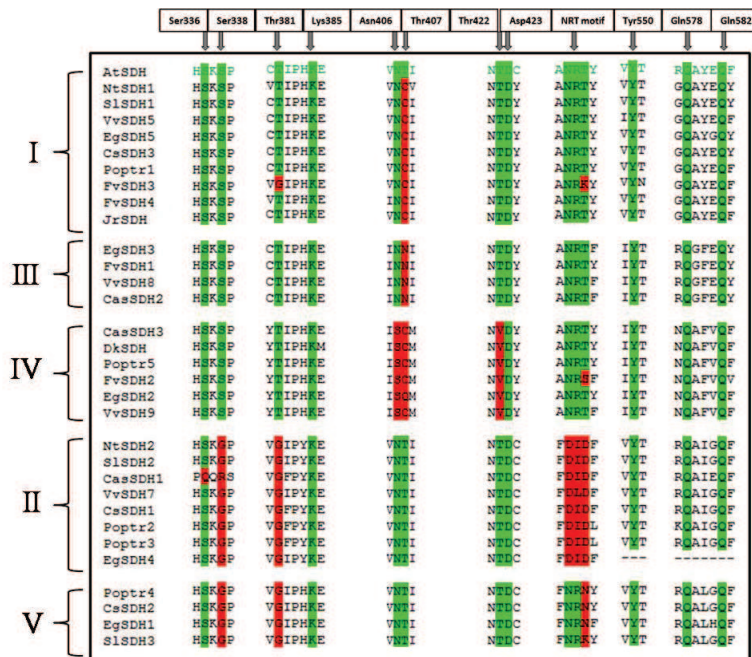 Ser336 Ser338 Thr381 Lys385 Asn406 Thr407 Thr422 Asp423 NRT motif Tyr550 Gln578 Gln582
I
AtSDH HSKSP CTIPHKE VNTI NTDC ANRTY VYT RQAYEQF
NtSDH1 HSKSP VTIPHKE VNCV NTDY ANRTY VYT GQAYEQY
SlSDH1 HSKSP CTIPHKE VNCI NTDY ANRTY VYT GQAYEQY
VvSDH5 HSKSP CTIPHKE VNCI NTDY ANRTY IYT GQAYEQF
EgSDH5 HSKSP CTIPHKE VNCI NTDY ANRTY VYT GQAYEQY
CsSDH3 HSKSP CTIPHKE VNCI NTDY ANRTY VYT GQAYEQY
Poptr1 HSKSP CTIPHKE VNCI NTDY ANRTY VYT GQAYEQY
FvSDH3 HSKSP VGIPHKE VNCI NTDY ANRKY VYN GQAYEQY
FvSDH4 HSKSP VTIPHKE INCI NTDY ANRTY VYT GQAYEQY
JrSDH HSKSP CTIPHKE VNCI NTDY ANRTY VYT GQAYEQY
III
EgSDH3 HSKSP CTIPHKE INNI NTDY ANRTF IYT RQGFEQY
FvSDH1 HSKSP CTIPHKE INNI NTDY ANRTF IYT RQGFEQY
VvSDH8 HSKSP CTIPHKE INNI NTDY ANRTF IYT RQGFEQY
CasSDH2 HSKSP CTIPHKE INNI NTDY ANRTF IYT RQGFEQY
IV
CasSDH3 HSKSP YTIPHKE ISCM NVDY ANRTY IYT NQAFVQF
DkSDH HSKSP YTIPHKM ISCM NVDY ANRTY IYT NQAFVQF
Poptr5 HSKSP YTIPHKE ISCM NVDY ANRTY IYT NQAFVQF
FvSDH2 HSKSP YTIPHKE ISCM NVDY ANRSF IYT NQAFVQV
EgSDH2 HSKSP YTIPHKE ISCM NVDY ANRTF IYT NQAFVQF
VvSDH9 HSKSP YTIPHKE ISCM NVDY ANRTF IYT NQAFVQF
II
NtSDH2 HSKGP VGIPYKE VNTI NTDC FDIDF VYT RQAIGQF
SlSDH2 HSKGP VGIPYKE VNTI NTDC FDIDF VYT RQAIGQF
CasSDH1 PQQRS VGIPYKE VNTI NTDC FDIDF VYT RQAIEQF
VvSDH7 HSKGP VGIPYKE VNTI NTDC FDLDF VYT RQAIGQF
CsSDH1 HSKGP VGFPYKE VNTI NTDC FDIDF VYT RQAIGQF
Poptr2 HSKGP VGFPYKE VNTI NTDC FDIDL VYT KQAIGQF
Poptr3 HSKGP VGFPYKE VNTI NTDC FDIDL VYT RQAIGQF
EgSDH4 HSKGP VGIPYKE VNTI NTDC FDIDF --- -------
V
Poptr4 HSKGP VGIPHKE VNTI NTDC FNRNY VYT RQALGQF
CsSDH2 HSKGP VGIPHKE VNTI NTDC FNRNF VYT RQALGQF
EgSDH1 HSKGP VGIPHKE VNTI NTDC FNRNF VYT RQALHQF
SlSDH3 HSKGP VGIPHKE VNTI NTDC FNRKY VYT RQALGQF